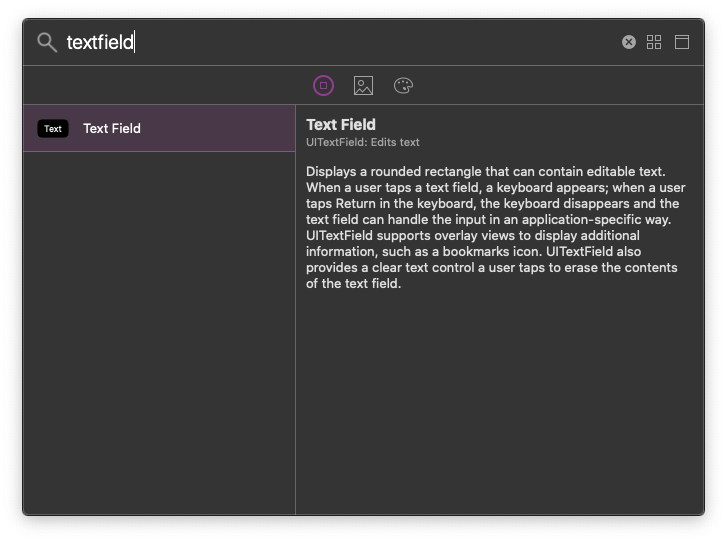 textfield
Text Text Field
Text Field
UITextField: Edits text
Displays a rounded rectangle that can contain editable text.
When a user taps a text field, a keyboard appears; when a user
taps Return in the keyboard, the keyboard disappears and the
text field can handle the input in an application-specific way.
UITextField supports overlay views to display additional
information, such as a bookmarks icon. UITextField also
provides a clear text control a user taps to erase the contents
of the text field.